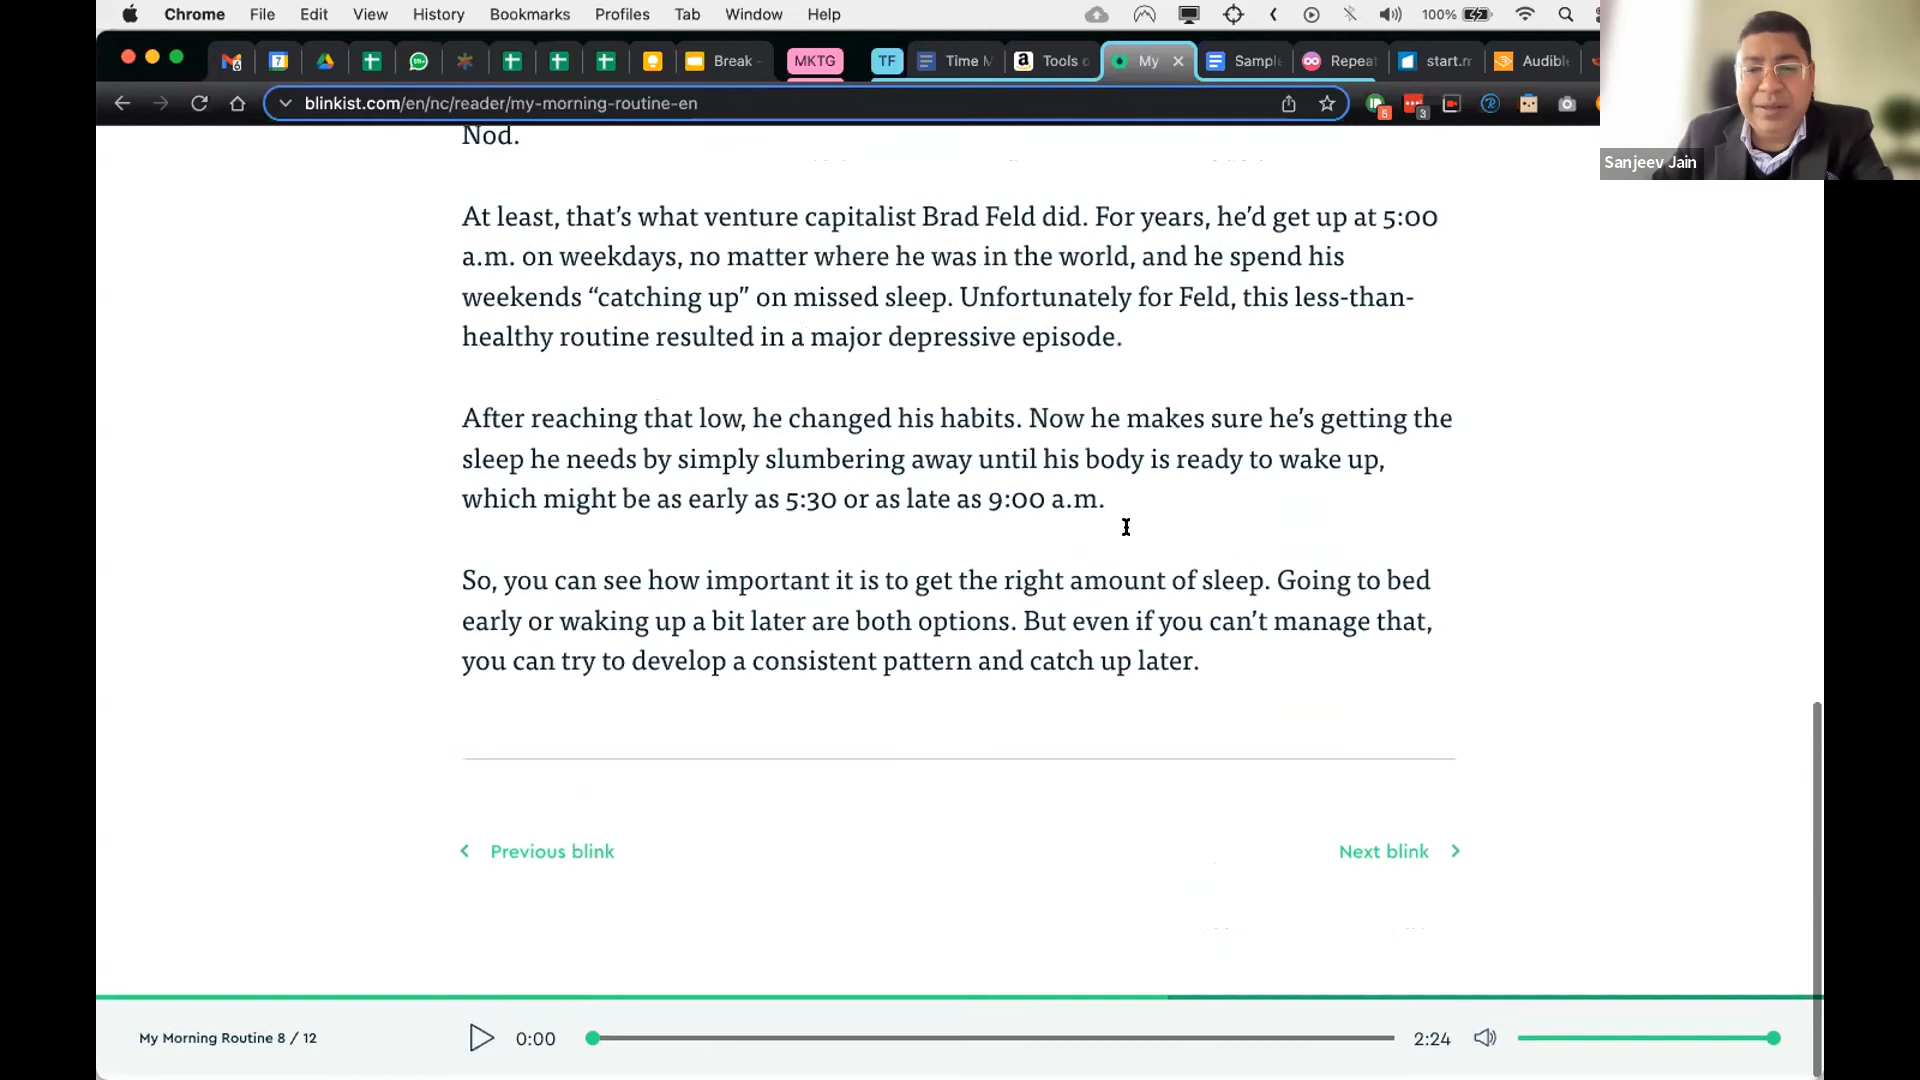 Chrome File Edit View History Bookmarks Profiles Tab Window Help 100%
7 Break - MKTG TF Time M Tools o My Sampl Repea start.m Audibl
blinkist.com/en/nc/reader/my-morning-routine-en 5 3
Sanjeev Jain
Nod.
At least, that’s what venture capitalist Brad Feld did. For years, he’d get up at 5:00
a.m. on weekdays, no matter where he was in the world, and he spend his
weekends “catching up” on missed sleep. Unfortunately for Feld, this less-than-
healthy routine resulted in a major depressive episode.
After reaching that low, he changed his habits. Now he makes sure he’s getting the
sleep he needs by simply slumbering away until his body is ready to wake up,
which might be as early as 5:30 or as late as 9:00 a.m.
So, you can see how important it is to get the right amount of sleep. Going to bed
early or waking up a bit later are both options. But even if you can’t manage that,
you can try to develop a consistent pattern and catch up later.
Previous blink Next blink
My Morning Routine 8 / 12 0:00 2:24